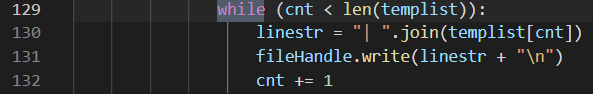 129 while (cnt < len(templist)):
130 linestr = "| ".join(templist[cnt])
131 fileHandle.write(linestr + "\n")
132 cnt += 1